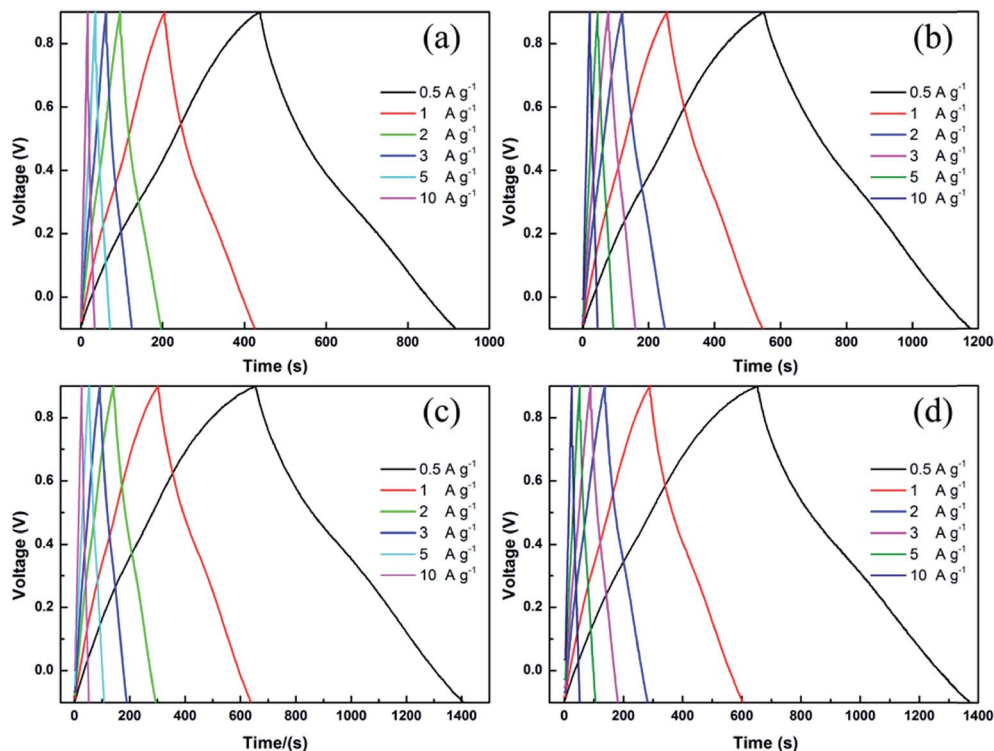 (a)
0.8
0.6
0.4
0.2
0.0
Voltage (V)
0.5 A g-1
1 A g-1
2 A g-1
3 A g-1
5 A g-1
10 A g-1
0 200 400 600 800 1000
Time (s)
(b)
0.8
0.6
0.4
0.2
0.0
Voltage (V)
0.5 A g-1
1 A g-1
2 A g-1
3 A g-1
5 A g-1
10 A g-1
0 200 400 600 800 1000 1200
Time (s)
(c)
0.8
0.6
0.4
0.2
0.0
Voltage (V)
0.5 A g-1
1 A g-1
2 A g-1
3 A g-1
5 A g-1
10 A g-1
0 200 400 600 800 1000 1200 1400
Time/(s)
(d)
0.8
0.6
0.4
0.2
0.0
Voltage (V)
0.5 A g-1
1 A g-1
2 A g-1
3 A g-1
5 A g-1
10 A g-1
0 200 400 600 800 1000 1200 1400
Time (s)